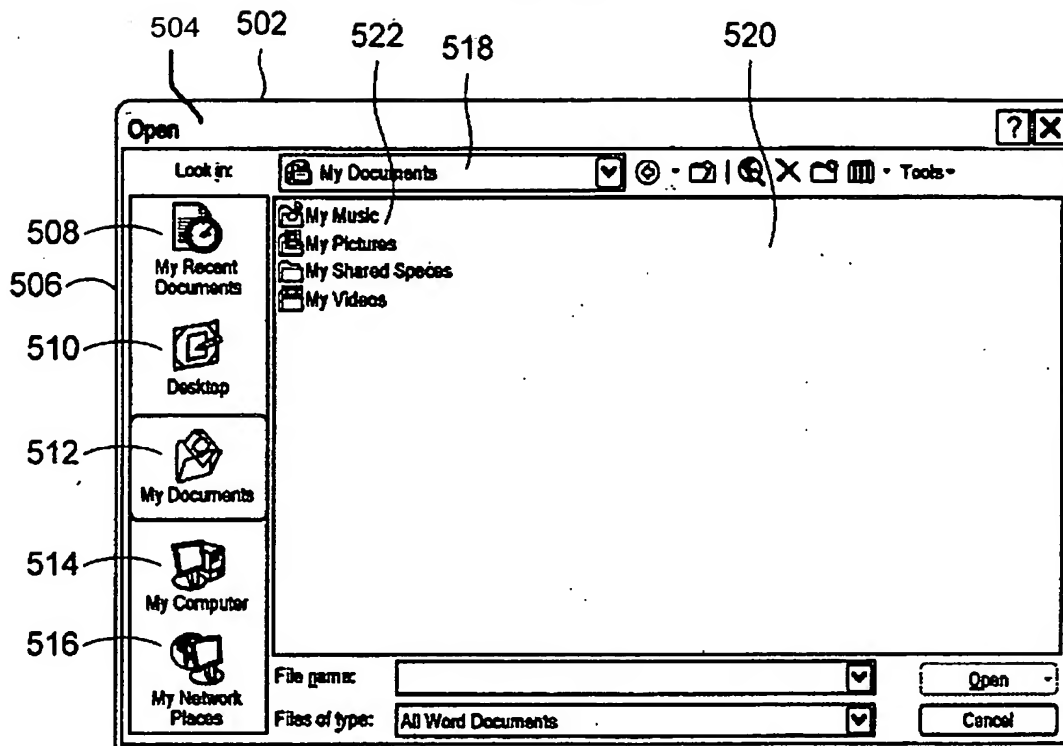 504 502 522 518 520
Open ? X
Look in: My Documents Tools
My Music
My Pictures
My Shared Spaces
My Videos
508
My Recent
Documents
506
510
Desktop
512
My Documents
514
My Computer
516
My Network
Places
File name: Open
Files of type: All Word Documents Cancel